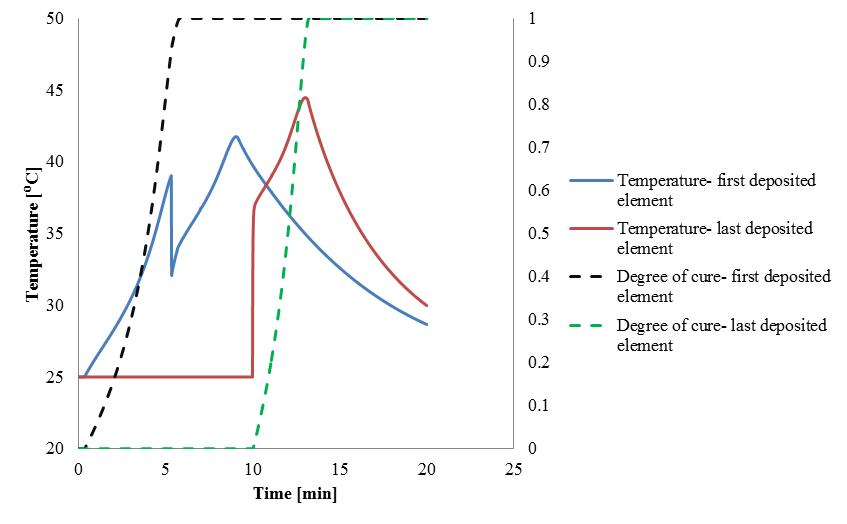 50
45
40
35
30
25
20
Temperature [⁰C]
0
5
10
15
20
25
Time [min]
1
0.9
0.8
0.7
0.6
0.5
0.4
0.3
0.2
0.1
0
Temperature- first deposited
element
Temperature- last deposited
element
Degree of cure- first deposited
element
Degree of cure- last deposited
element